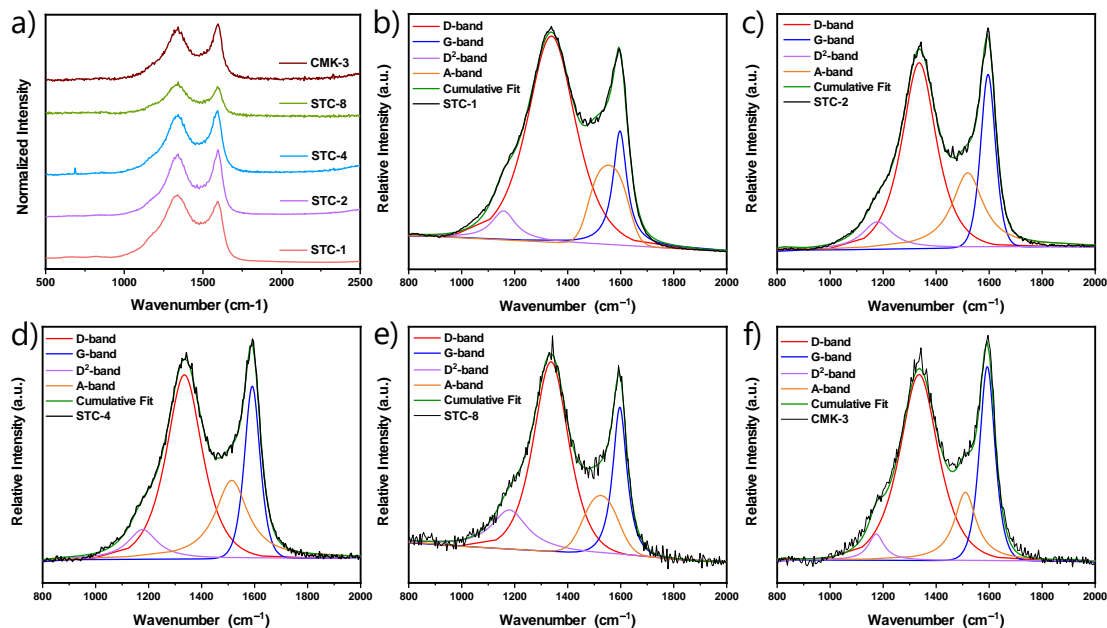 a)
Normalized Intensity
CMK-3
STC-8
STC-4
STC-2
STC-1
500 1000 1500 2000 2500
Wavenumber (cm-1)
b)
Relative Intensity (a.u.)
D-band
G-band
D²-band
A-band
Cumulative Fit
STC-1
800 1000 1200 1400 1600 1800 2000
Wavenumber (cm⁻¹)
c)
Relative Intensity (a.u.)
D-band
G-band
D²-band
A-band
Cumulative Fit
STC-2
800 1000 1200 1400 1600 1800 2000
Wavenumber (cm⁻¹)
d)
Relative Intensity (a.u.)
D-band
G-band
D²-band
A-band
Cumulative Fit
STC-4
800 1000 1200 1400 1600 1800 2000
Wavenumber (cm⁻¹)
e)
Relative Intensity (a.u.)
D-band
G-band
D²-band
A-band
Cumulative Fit
STC-8
800 1000 1200 1400 1600 1800 2000
Wavenumber (cm⁻¹)
f)
Relative Intensity (a.u.)
D-band
G-band
D²-band
A-band
Cumulative Fit
CMK-3
800 1000 1200 1400 1600 1800 2000
Wavenumber (cm⁻¹)